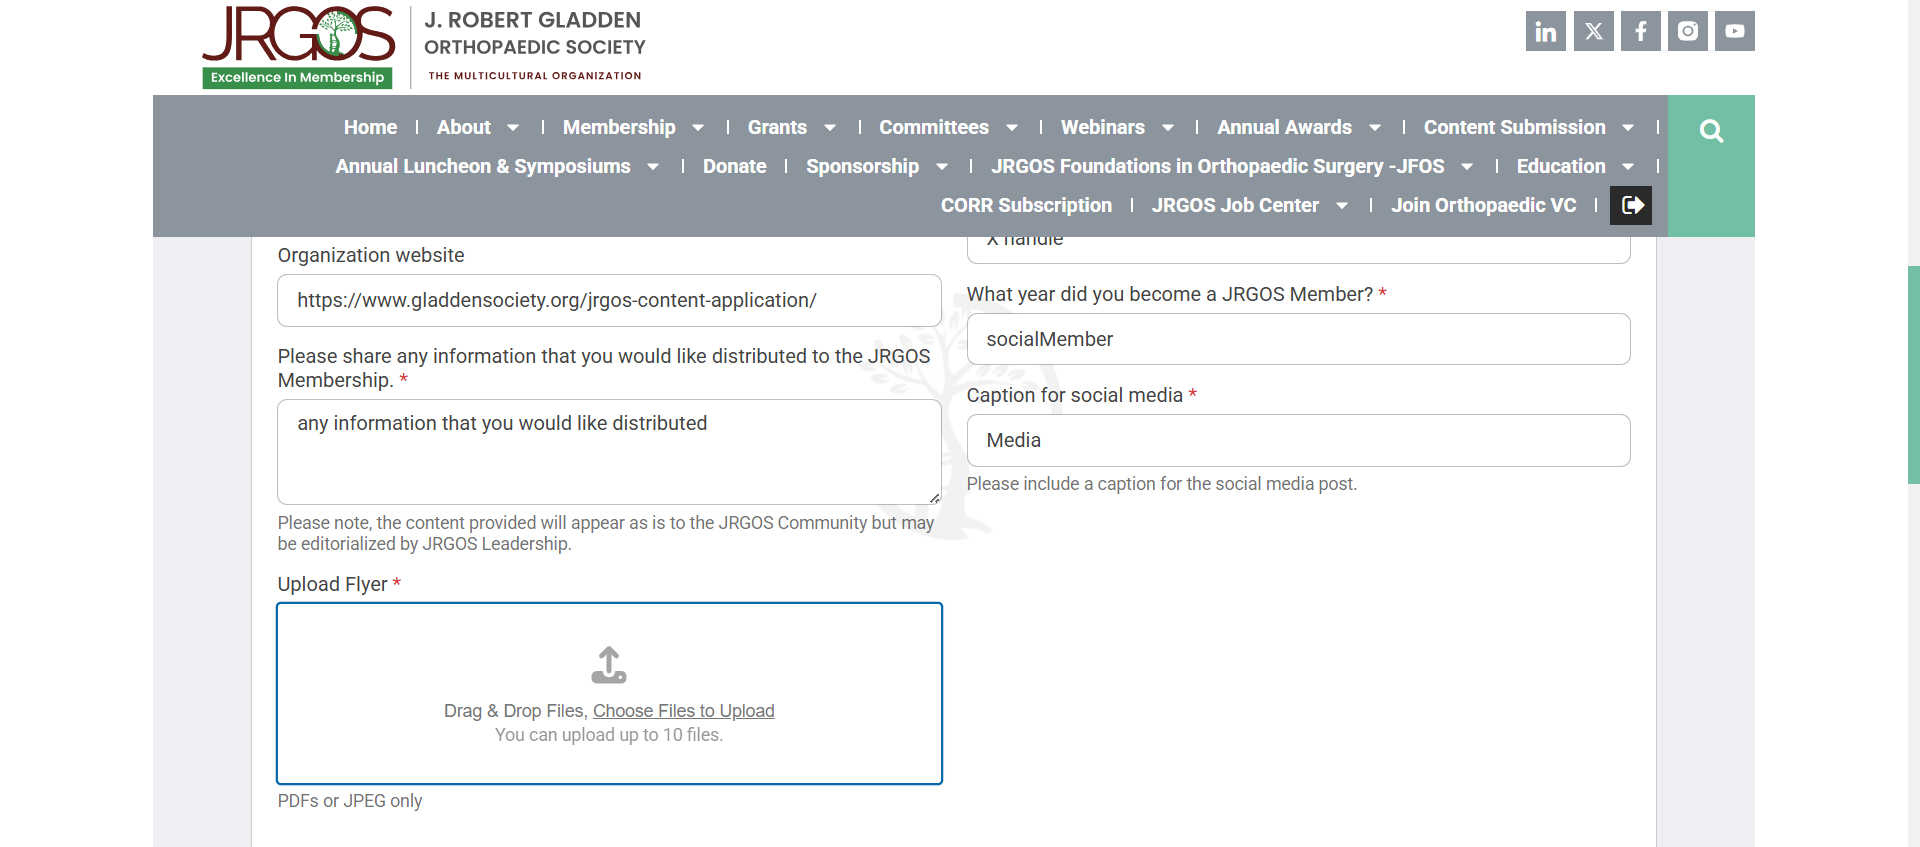 JRGOS
Excellence In Membership
J. ROBERT GLADDEN
ORTHOPAEDIC SOCIETY
THE MULTICULTURAL ORGANIZATION
Home | About | Membership | Grants | Committees | Webinars | Annual Awards | Content Submission |
Annual Luncheon & Symposiums | Donate | Sponsorship | JRGOS Foundations in Orthopaedic Surgery -JFOS | Education |
CORR Subscription | JRGOS Job Center | Join Orthopaedic VC |
X handle
Organization website
https://www.gladdensociety.org/jrgos-content-application/
Please share any information that you would like distributed to the JRGOS
Membership. *
any information that you would like distributed
Please note, the content provided will appear as is to the JRGOS Community but may
be editorialized by JRGOS Leadership.
Upload Flyer *
Drag & Drop Files, Choose Files to Upload
You can upload up to 10 files.
PDFs or JPEG only
What year did you become a JRGOS Member? *
socialMember
Caption for social media *
Media
Please include a caption for the social media post.